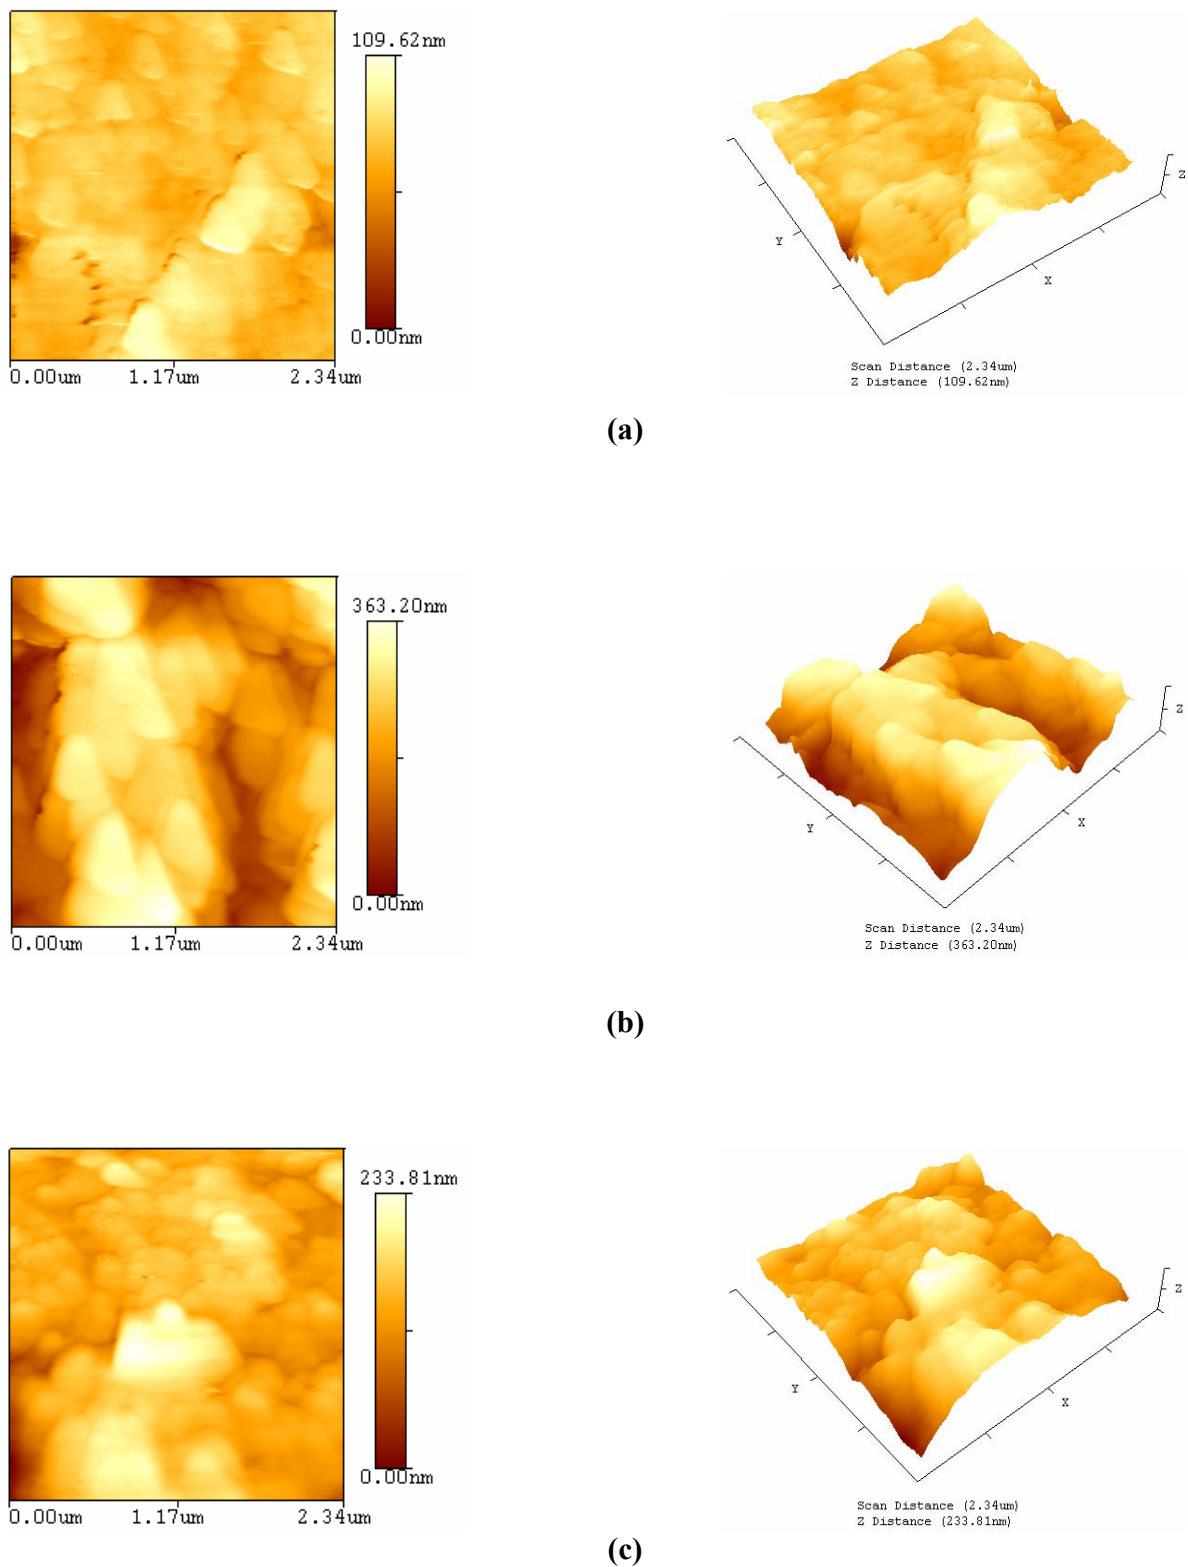 109.62nm
0.00nm
0.00um 1.17um 2.34um
Z
Y
X
Scan Distance (2.34um)
Z Distance (109.62nm)
(a)
363.20nm
0.00nm
0.00um 1.17um 2.34um
Z
Y
X
Scan Distance (2.34um)
Z Distance (363.20nm)
(b)
233.81nm
0.00nm
0.00um 1.17um 2.34um
Z
Y
X
Scan Distance (2.34um)
Z Distance (233.81nm)
(c)